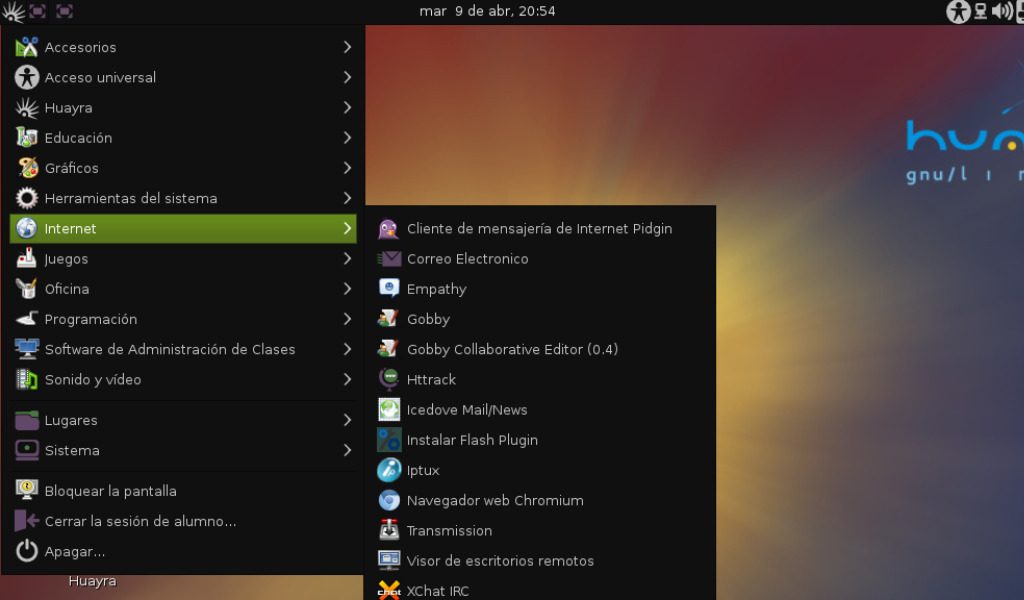 mar 9 de abr, 20:54
Accesorios
Acceso universal
Huayra
Educación
Gráficos
Herramientas del sistema
Internet
Juegos
Oficina
Programación
Software de Administración de Clases
Sonido y vídeo
Lugares
Sistema
Bloquear la pantalla
Cerrar la sesión de alumno...
Apagar...
Huayra
Cliente de mensajería de Internet Pidgin
Correo Electronico
Empathy
Gobby
Gobby Collaborative Editor (0.4)
Httrack
Icedove Mail/News
Instalar Flash Plugin
Iptux
Navegador web Chromium
Transmission
Visor de escritorios remotos
XChat IRC